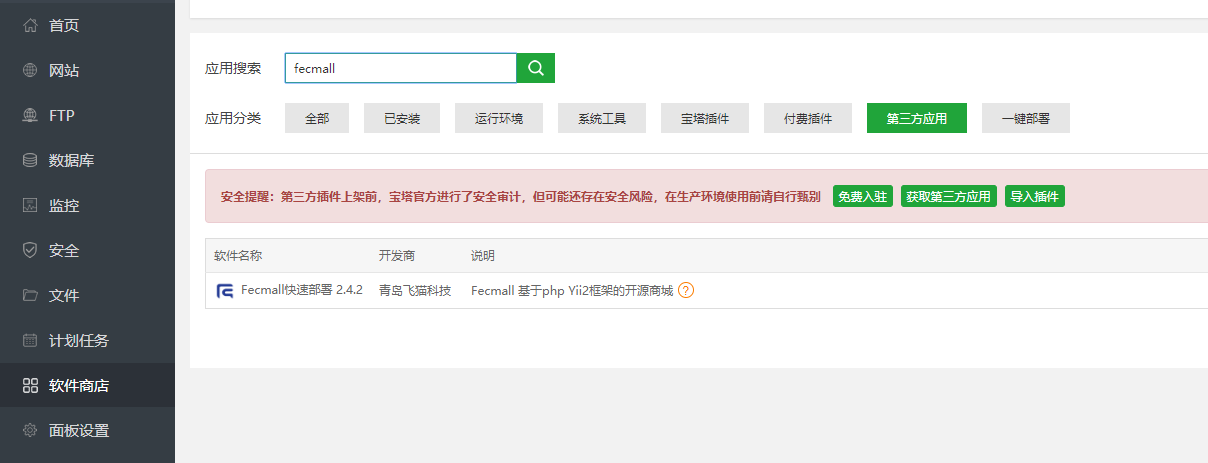 首页
网站
FTP
数据库
监控
安全
文件
计划任务
软件商店
面板设置
应用搜索 fecmall
应用分类 全部 已安装 运行环境 系统工具 宝塔插件 付费插件 第三方应用 一键部署
安全提醒：第三方插件上架前，宝塔官方进行了安全审计，但可能还存在安全风险，在生产环境使用前请自行甄别 免费入驻 获取第三方应用 导入插件
软件名称 开发商 说明
Fecmall快速部署 2.4.2 青岛飞猫科技 Fecmall 基于php Yii2框架的开源商城 ?